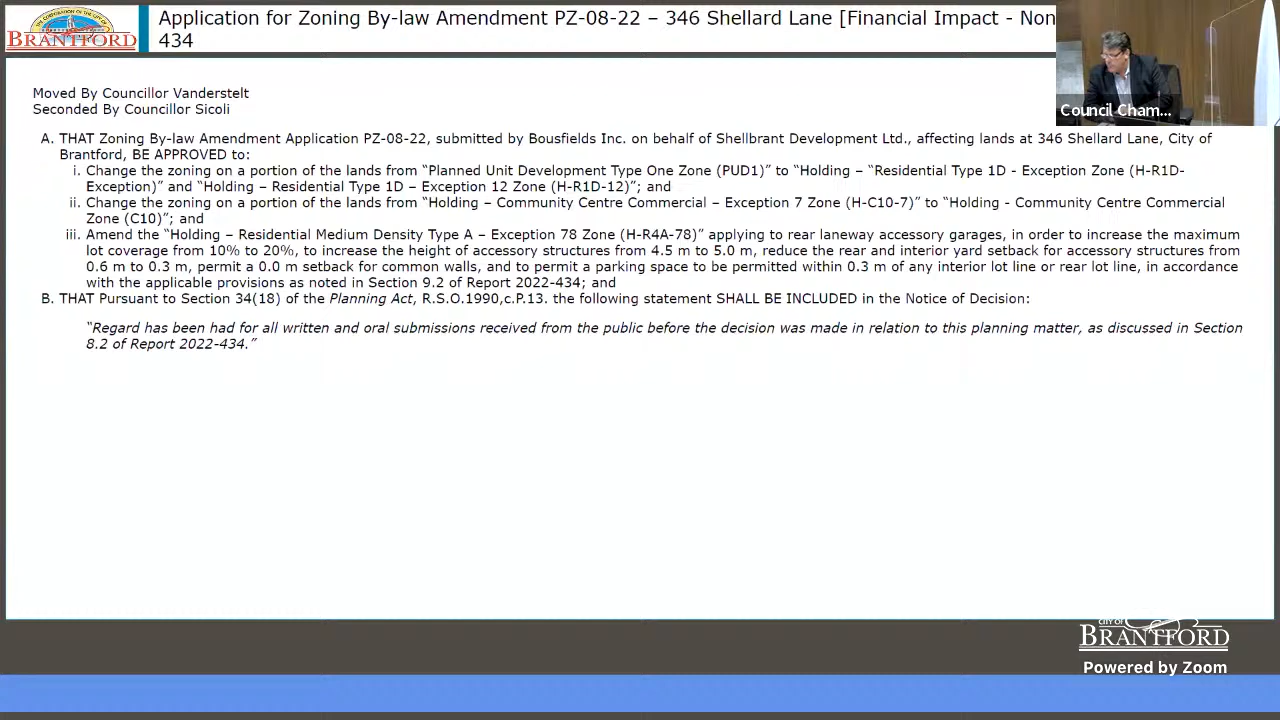 THE CORPORATION OF THE CITY OF
BRANTFORD
Application for Zoning By-law Amendment PZ-08-22 – 346 Shellard Lane [Financial Impact - Non
434
Council Cham...
Moved By Councillor Vanderstelt
Seconded By Councillor Sicoli
A. THAT Zoning By-law Amendment Application PZ-08-22, submitted by Bousfields Inc. on behalf of Shellbrant Development Ltd., affecting lands at 346 Shellard Lane, City of
Brantford, BE APPROVED to:
i. Change the zoning on a portion of the lands from “Planned Unit Development Type One Zone (PUD1)” to “Holding – “Residential Type 1D - Exception Zone (H-R1D-
Exception)” and “Holding – Residential Type 1D – Exception 12 Zone (H-R1D-12)”; and
ii. Change the zoning on a portion of the lands from “Holding – Community Centre Commercial – Exception 7 Zone (H-C10-7)” to “Holding - Community Centre Commercial
Zone (C10)”; and
iii. Amend the “Holding – Residential Medium Density Type A – Exception 78 Zone (H-R4A-78)” applying to rear laneway accessory garages, in order to increase the maximum
lot coverage from 10% to 20%, to increase the height of accessory structures from 4.5 m to 5.0 m, reduce the rear and interior yard setback for accessory structures from
0.6 m to 0.3 m, permit a 0.0 m setback for common walls, and to permit a parking space to be permitted within 0.3 m of any interior lot line or rear lot line, in accordance
with the applicable provisions as noted in Section 9.2 of Report 2022-434; and
B. THAT Pursuant to Section 34(18) of the Planning Act, R.S.O.1990,c.P.13. the following statement SHALL BE INCLUDED in the Notice of Decision:
“Regard has been had for all written and oral submissions received from the public before the decision was made in relation to this planning matter, as discussed in Section
8.2 of Report 2022-434.”
CITY OF
BRANTFORD
Powered by Zoom